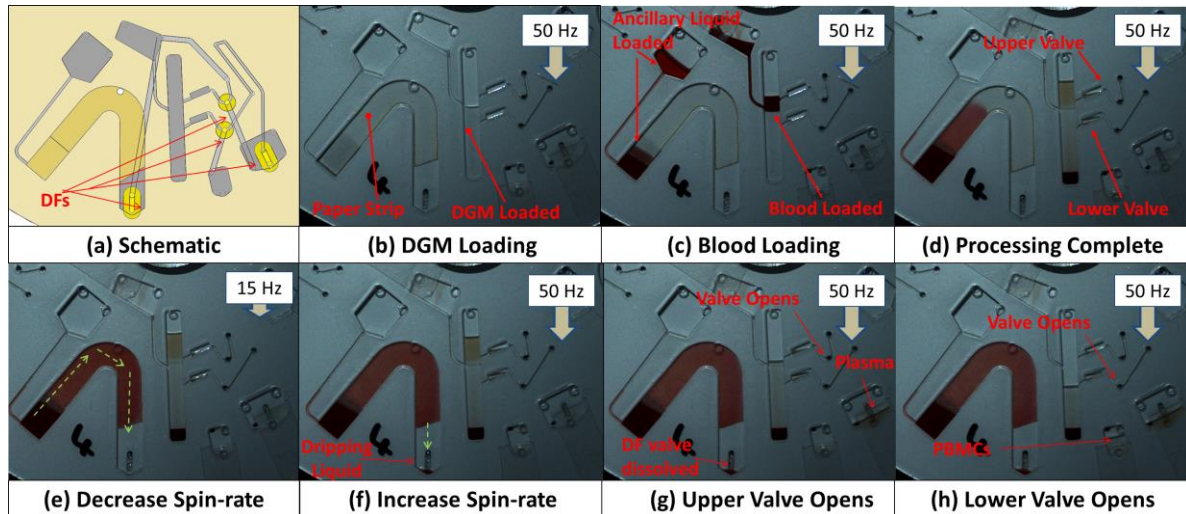 DFs
(a) Schematic
50 Hz
Paper Strip
DGM Loaded
(b) DGM Loading
Ancillary Liquid
Loaded
50 Hz
Blood Loaded
(c) Blood Loading
Upper Valve
50 Hz
Lower Valve
(d) Processing Complete
15 Hz
(e) Decrease Spin-rate
50 Hz
Dripping
Liquid
(f) Increase Spin-rate
50 Hz
Valve Opens
Plasma
DF valve
dissolved
(g) Upper Valve Opens
50 Hz
Valve Opens
PBMCs
(h) Lower Valve Opens